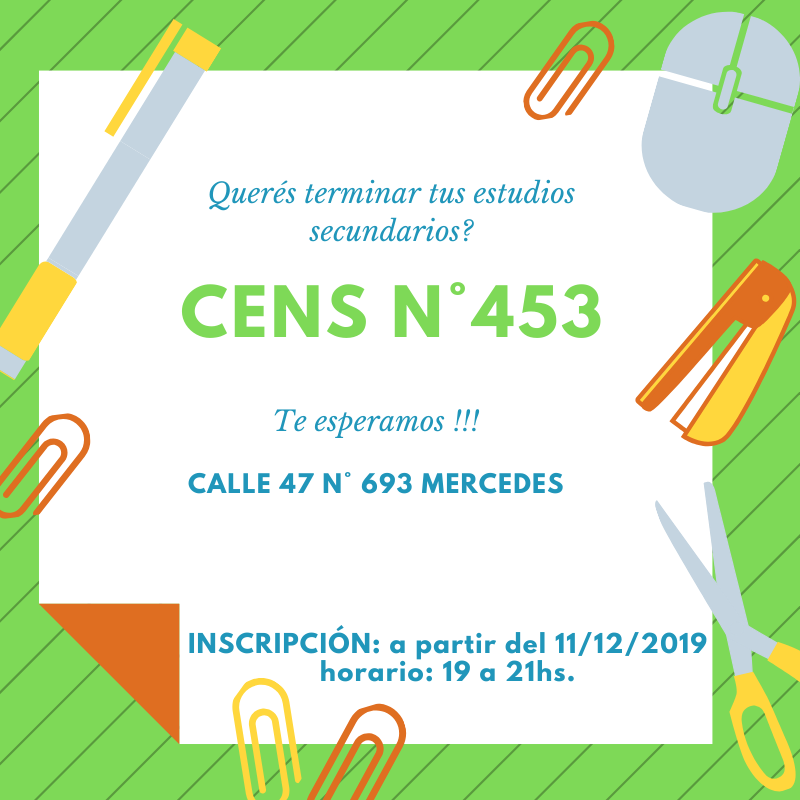 Querés terminar tus estudios
secundarios?
CENS N°453
Te esperamos !!!
CALLE 47 N° 693 MERCEDES
INSCRIPCIÓN: a partir del 11/12/2019
horario: 19 a 21hs.